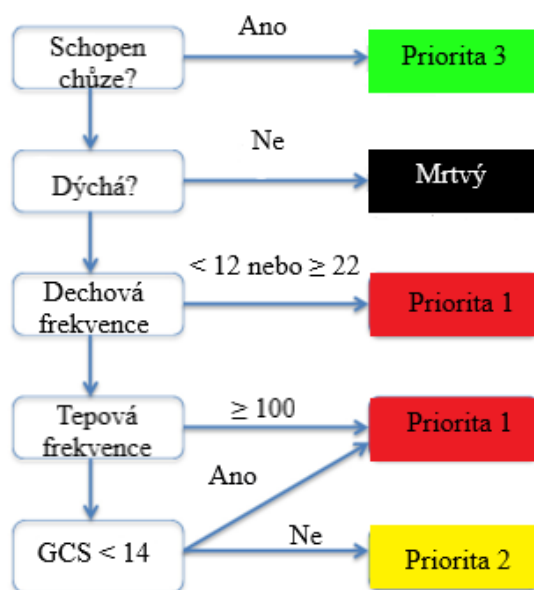 Ano
Schopen
chůze?
Priorita 3
Ne
Dýchá?
Mrtvý
< 12 nebo ≥ 22
Dechová
frekvence
Priorita 1
≥ 100
Tepová
frekvence
Priorita 1
Ano
GCS < 14
Ne
Priorita 2